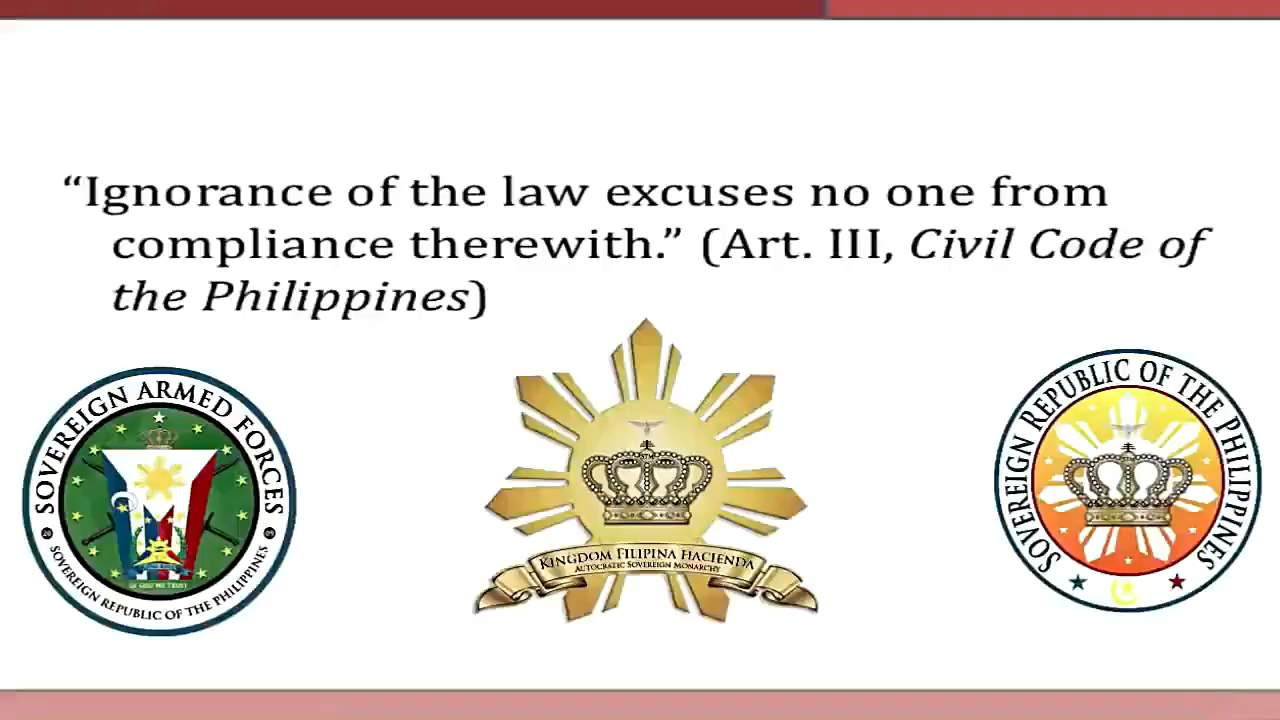 “Ignorance of the law excuses no one from
compliance therewith.” (Art. III, Civil Code of
the Philippines)
SOVEREIGN ARMED FORCES
SOVEREIGN REPUBLIC OF THE PHILIPPINES
KINGDOM FILIPINA HACIENDA
AUTOCRATIC SOVEREIGN MONARCHY
SOVEREIGN REPUBLIC OF THE PHILIPPINES